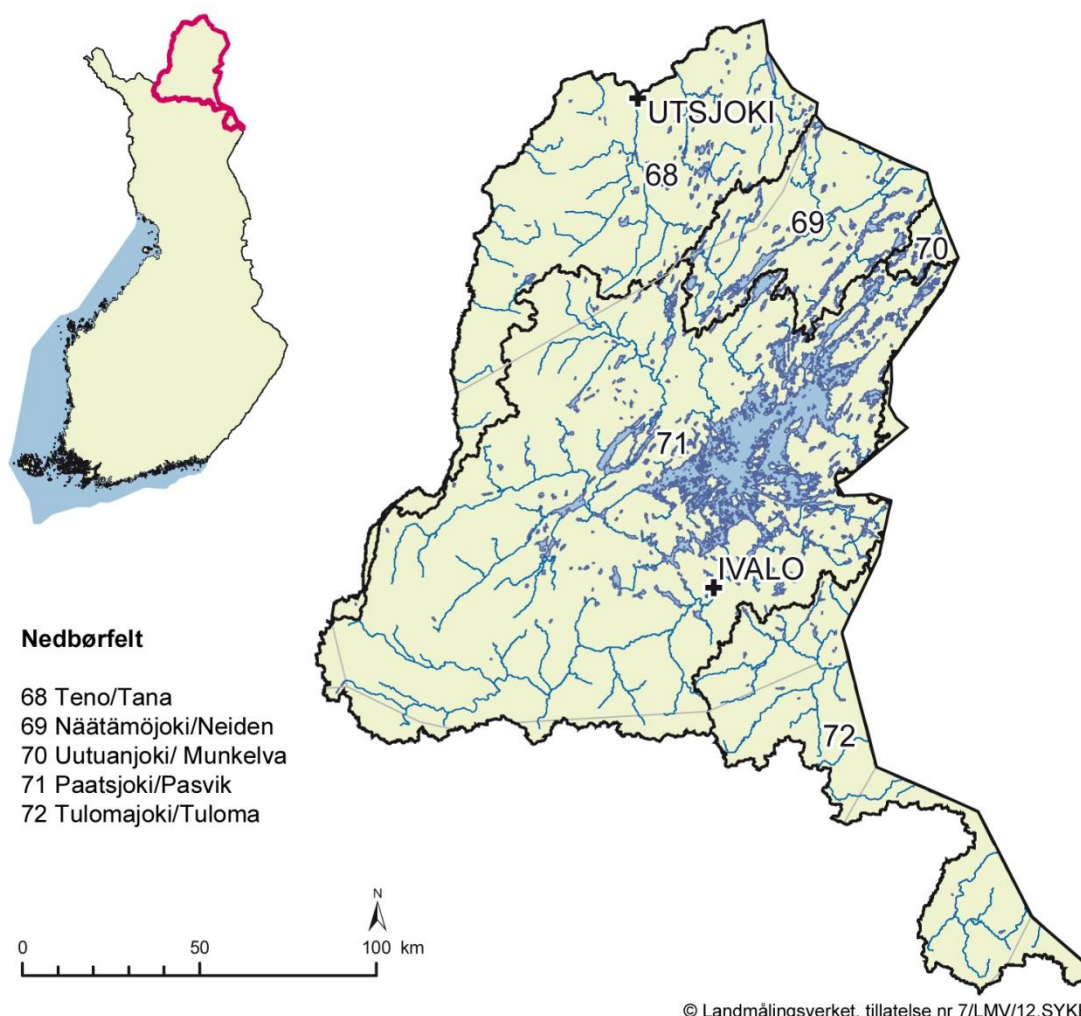 UTSJOKI
68
69
70
71
IVALO
72
Nedbørfelt
68 Teno/Tana
69 Näätämöjoki/Neiden
70 Uutuanjoki/ Munkelva
71 Paatsjoki/Pasvik
72 Tulomajoki/Tuloma
N
0 50 100 km
© Landmålingsverket, tillatelse nr 7/LMV/12,SYKE